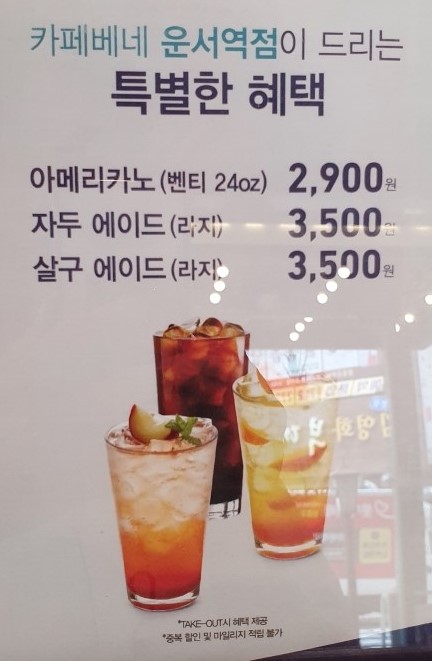 카페베네 운서역점이 드리는
특별한 혜택
아메리카노 (벤티 24oz) 2,900원
자두 에이드 (라지) 3,500원
살구 에이드 (라지) 3,500원
*TAKE-OUT시 혜택 제공
*중복 할인 및 마일리지 적립 불가